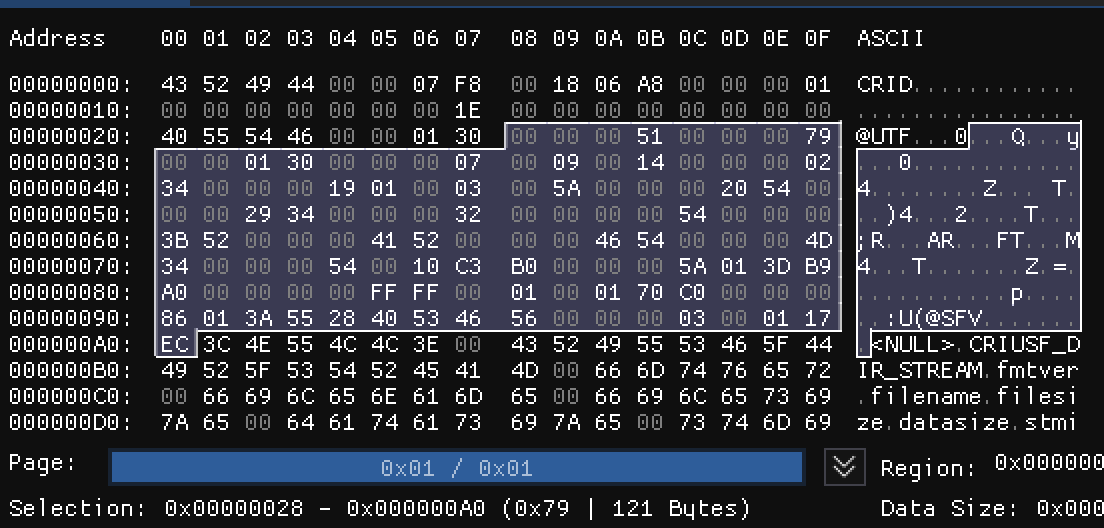 Address 00 01 02 03 04 05 06 07 08 09 0A 0B 0C 0D 0E 0F ASCII
00000000: 43 52 49 44 00 00 07 F8 00 18 06 A8 00 00 00 01 CRID............
00000010: 00 00 00 00 00 00 00 1E 00 00 00 00 00 00 00 00 ................
00000020: 40 55 54 46 00 00 01 30 00 00 00 51 00 00 00 79 @UTF...0...Q...y
00000030: 00 00 01 30 00 00 00 07 00 09 00 14 00 00 00 02 ...0............
00000040: 34 00 00 00 19 01 00 03 00 5A 00 00 00 20 54 00 4........Z... T.
00000050: 00 00 29 34 00 00 00 32 00 00 00 00 54 00 00 00 ..)4...2....T...
00000060: 3B 52 00 00 00 41 52 00 00 00 46 54 00 00 00 4D ;R...AR...FT...M
00000070: 34 00 00 00 54 00 10 C3 B0 00 00 00 5A 01 3D B9 4...T.......Z.=.
00000080: A0 00 00 00 00 FF FF 00 01 00 01 70 C0 00 00 00 ...........p....
00000090: 86 01 3A 55 28 40 53 46 56 00 00 00 03 00 01 17 ..:U(@SFV.......
000000A0: EC 3C 4E 55 4C 4C 3E 00 43 52 49 55 53 46 5F 44 .<NULL>.CRIUSF_D
000000B0: 49 52 5F 53 54 52 45 41 4D 00 66 6D 74 76 65 72 IR_STREAM.fmtver
000000C0: 00 66 69 6C 65 6E 61 6D 65 00 66 69 6C 65 73 69 .filename.filesi
000000D0: 7A 65 00 64 61 74 61 73 69 7A 65 00 73 74 6D 69 ze.datasize.stmi
Page: 0x01 / 0x01 Region: 0x000000
Selection: 0x00000028 - 0x000000A0 (0x79 | 121 Bytes) Data Size: 0x000